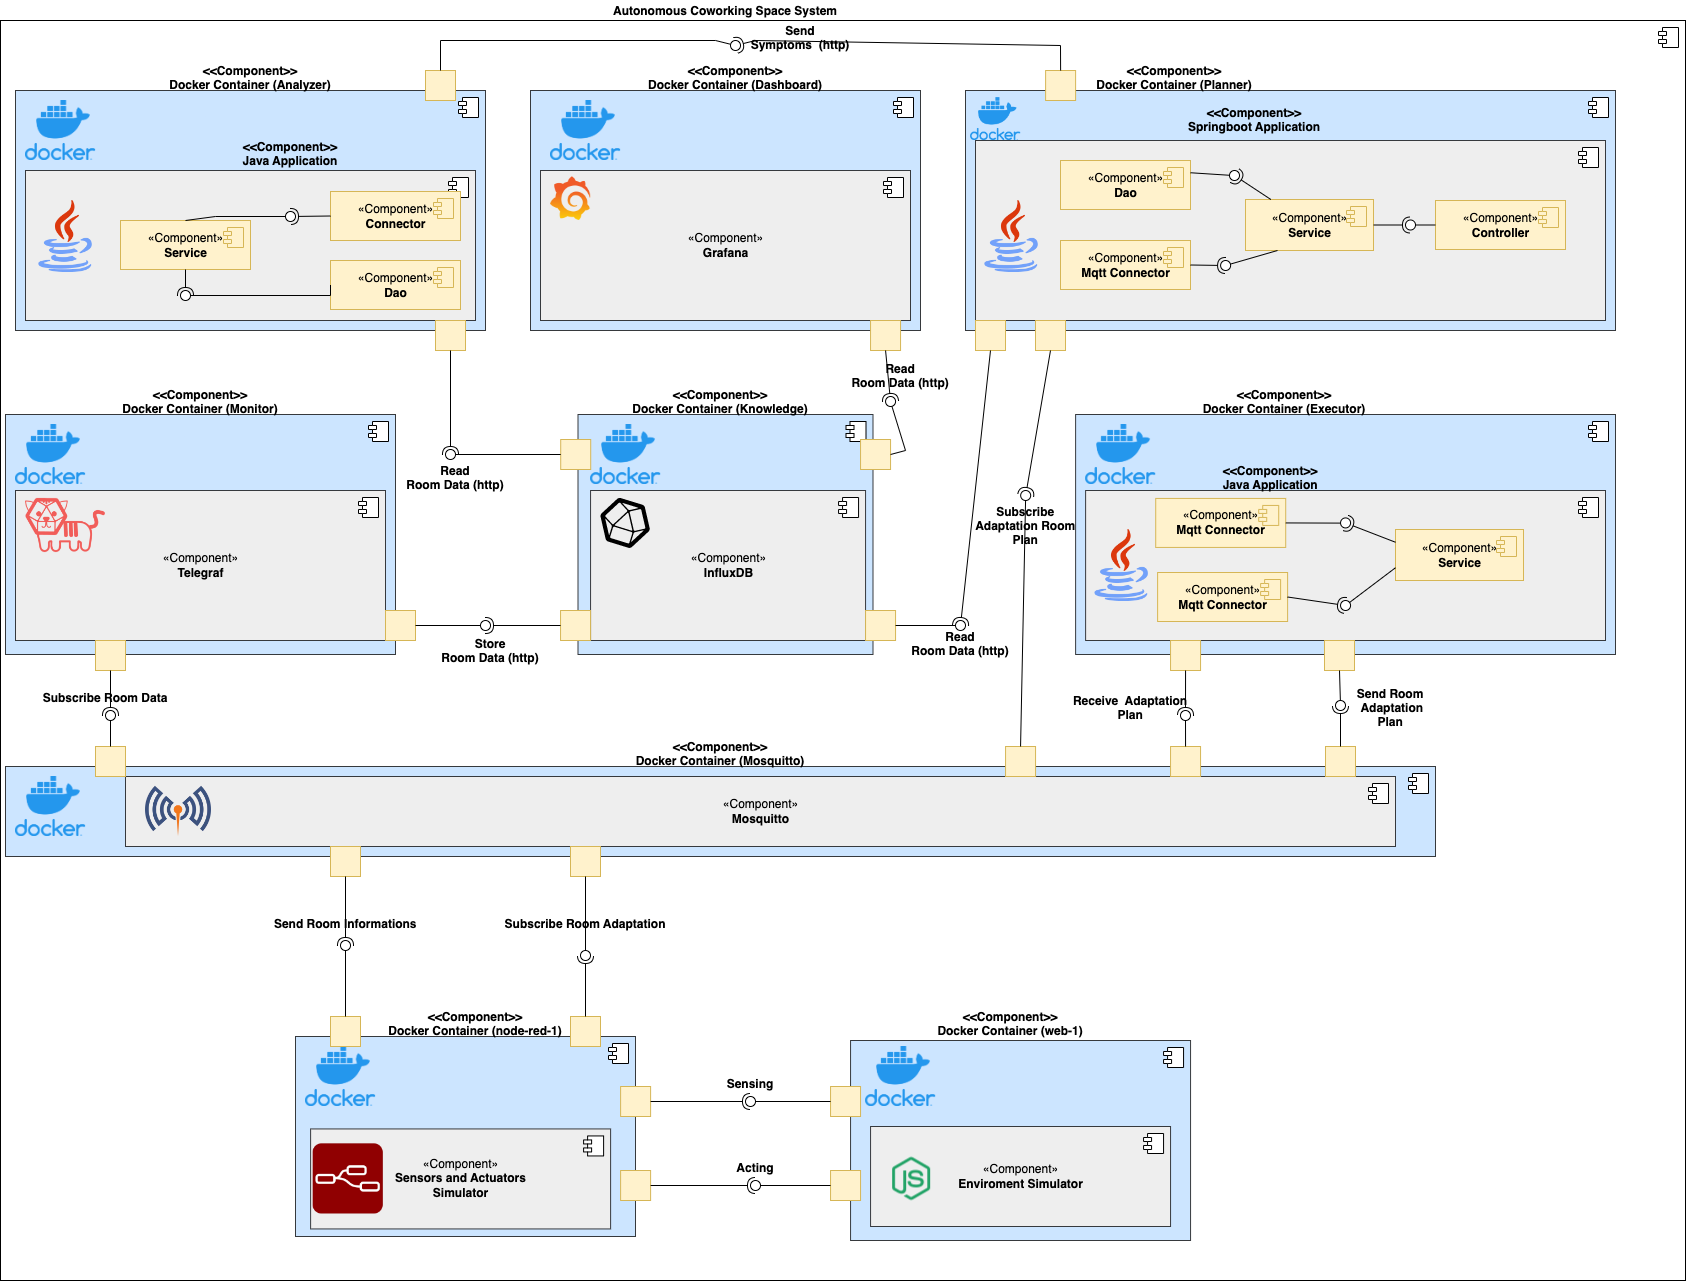 Autonomous Coworking Space System
Send
Symptoms (http)
<<Component>>
Docker Container (Analyzer)
docker
<<Component>>
Java Application
«Component»
Service
«Component»
Connector
«Component»
Dao
<<Component>>
Docker Container (Dashboard)
docker
«Component»
Grafana
<<Component>>
Docker Container (Planner)
docker
<<Component>>
Springboot Application
«Component»
Dao
«Component»
Mqtt Connector
«Component»
Service
«Component»
Controller
Read
Room Data (http)
Read
Room Data (http)
<<Component>>
Docker Container (Monitor)
docker
«Component»
Telegraf
<<Component>>
Docker Container (Knowledge)
docker
«Component»
InfluxDB
Store
Room Data (http)
Read
Room Data (http)
Subscribe
Adaptation Room
Plan
<<Component>>
Docker Container (Executor)
docker
<<Component>>
Java Application
«Component»
Mqtt Connector
«Component»
Mqtt Connector
«Component»
Service
Subscribe Room Data
Receive Adaptation
Plan
Send Room
Adaptation
Plan
<<Component>>
Docker Container (Mosquitto)
docker
«Component»
Mosquitto
Send Room Informations
Subscribe Room Adaptation
<<Component>>
Docker Container (node-red-1)
docker
«Component»
Sensors and Actuators
Simulator
Sensing
Acting
<<Component>>
Docker Container (web-1)
docker
JS
«Component»
Enviroment Simulator